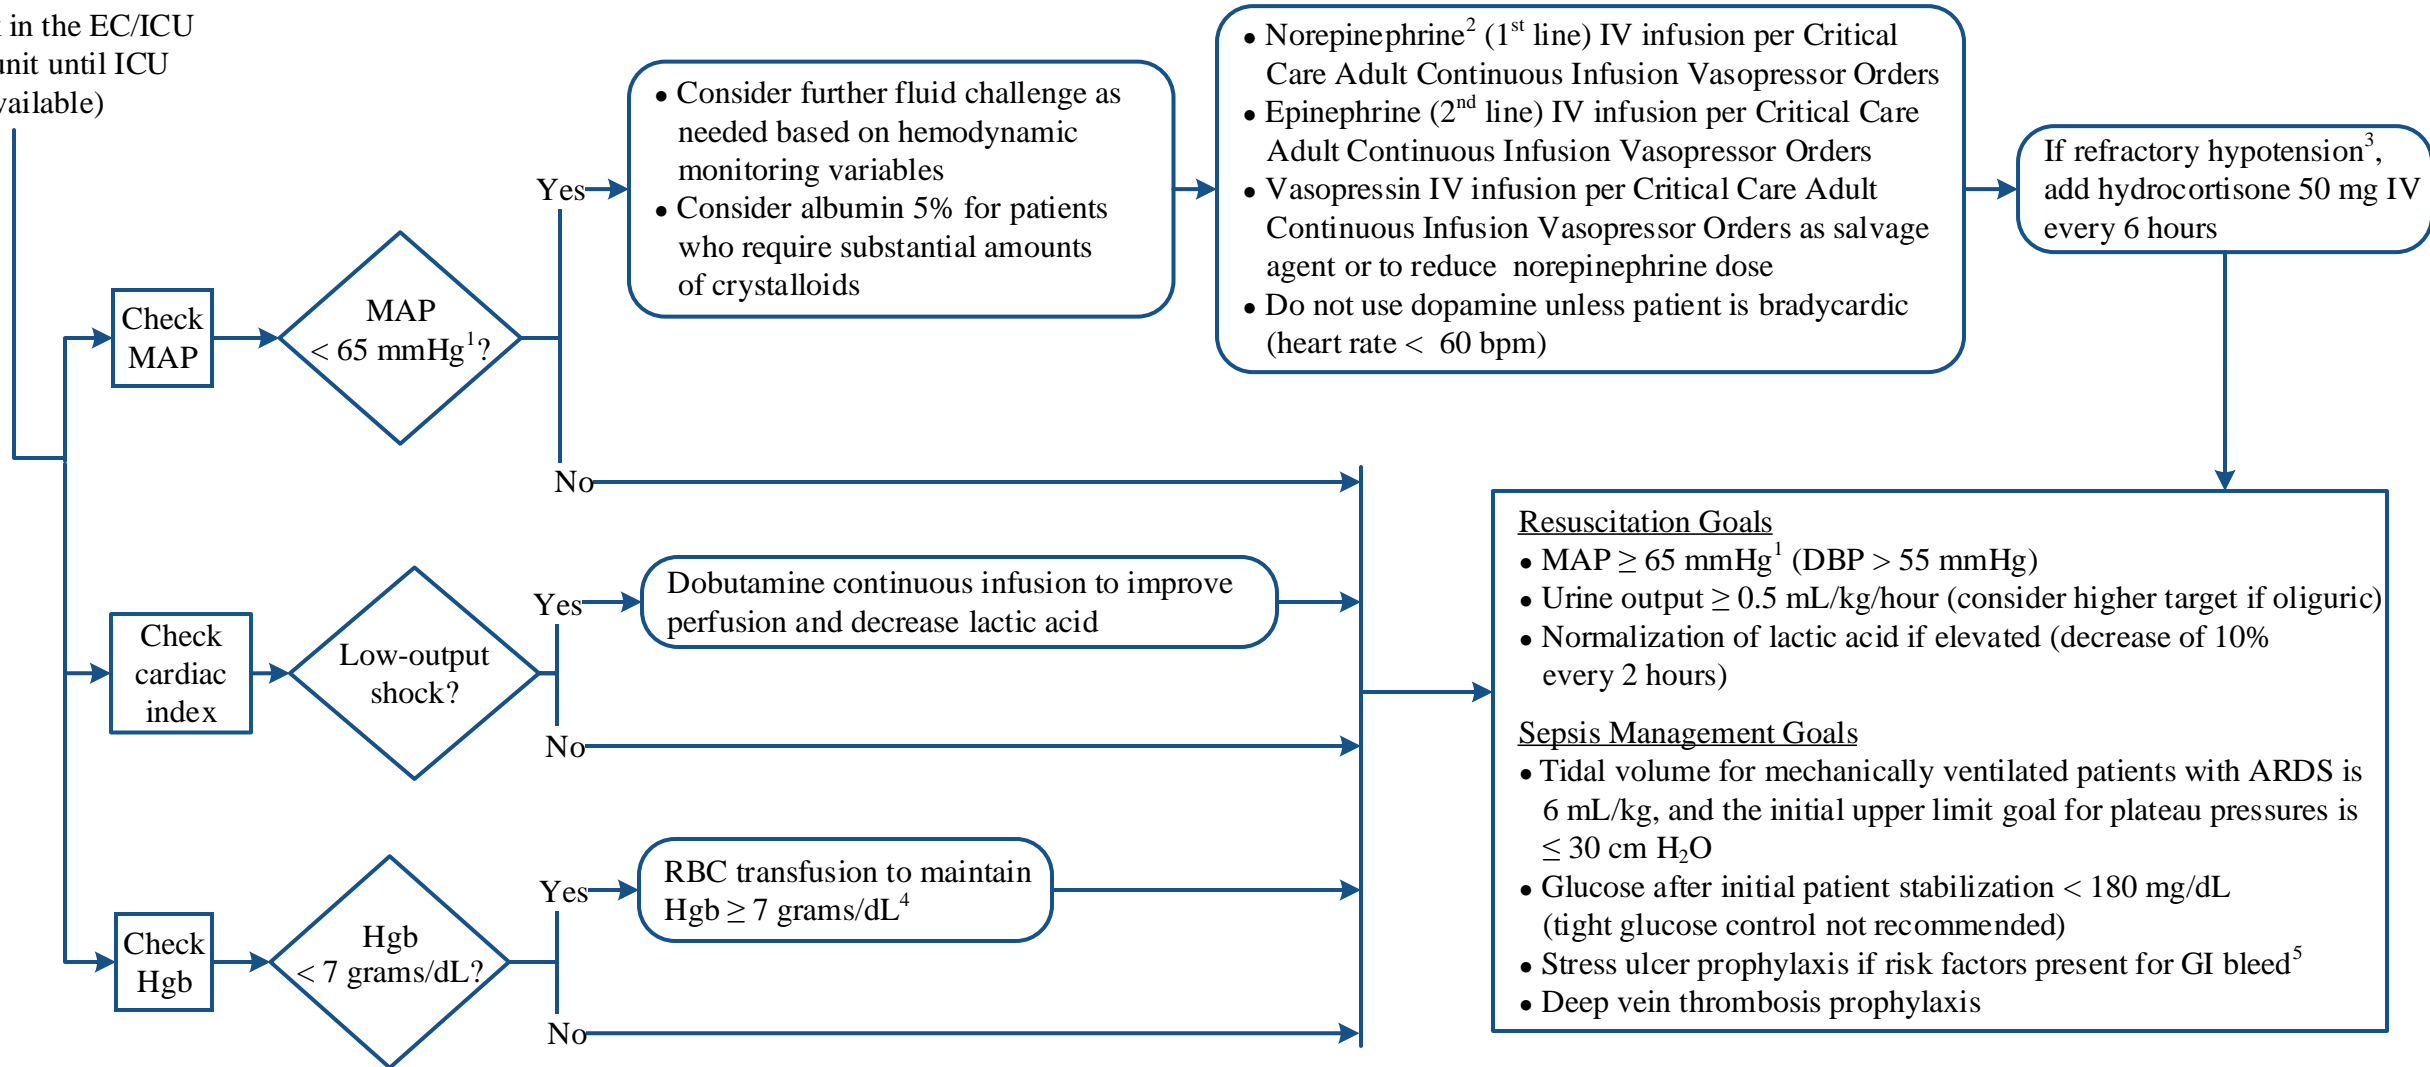 in the EC/ICU
unit until ICU
available)
• Consider further fluid challenge as
needed based on hemodynamic
monitoring variables
• Consider albumin 5% for patients
who require substantial amounts
of crystalloids
• Norepinephrine² (1st line) IV infusion per Critical
Care Adult Continuous Infusion Vasopressor Orders
• Epinephrine (2nd line) IV infusion per Critical Care
Adult Continuous Infusion Vasopressor Orders
• Vasopressin IV infusion per Critical Care Adult
Continuous Infusion Vasopressor Orders as salvage
agent or to reduce norepinephrine dose
• Do not use dopamine unless patient is bradycardic
(heart rate < 60 bpm)
If refractory hypotension³,
add hydrocortisone 50 mg IV
every 6 hours
Check
MAP
MAP
< 65 mmHg¹?
Yes
No
Check
cardiac
index
Low-output
shock?
Yes
Dobutamine continuous infusion to improve
perfusion and decrease lactic acid
No
Check
Hgb
Hgb
< 7 grams/dL?
Yes
RBC transfusion to maintain
Hgb ≥ 7 grams/dL⁴
No
Resuscitation Goals
• MAP ≥ 65 mmHg¹ (DBP > 55 mmHg)
• Urine output ≥ 0.5 mL/kg/hour (consider higher target if oliguric)
• Normalization of lactic acid if elevated (decrease of 10%
every 2 hours)
Sepsis Management Goals
• Tidal volume for mechanically ventilated patients with ARDS is
6 mL/kg, and the initial upper limit goal for plateau pressures is
≤ 30 cm H₂O
• Glucose after initial patient stabilization < 180 mg/dL
(tight glucose control not recommended)
• Stress ulcer prophylaxis if risk factors present for GI bleed⁵
• Deep vein thrombosis prophylaxis